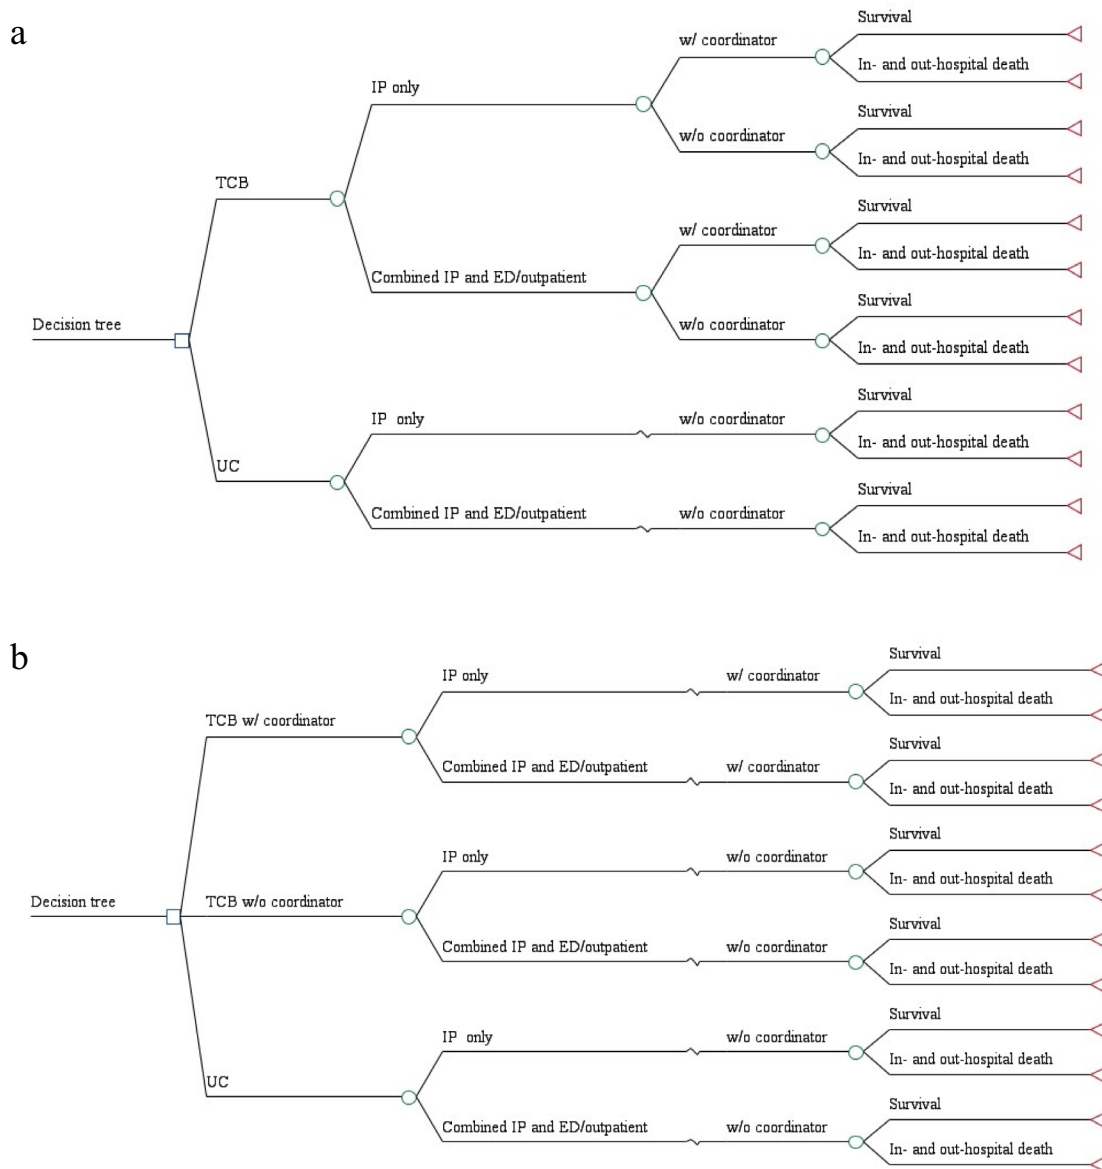 a
Survival
w/ coordinator
In- and out-hospital death
IP only
Survival
w/o coordinator
In- and out-hospital death
TCB
Survival
w/ coordinator
In- and out-hospital death
Combined IP and ED/outpatient
Survival
w/o coordinator
In- and out-hospital death
Decision tree
Survival
IP only
w/o coordinator
In- and out-hospital death
UC
Survival
Combined IP and ED/outpatient
w/o coordinator
In- and out-hospital death
b
Survival
IP only
w/ coordinator
In- and out-hospital death
TCB w/ coordinator
Survival
Combined IP and ED/outpatient
w/ coordinator
In- and out-hospital death
Survival
IP only
w/o coordinator
In- and out-hospital death
Decision tree
TCB w/o coordinator
Survival
Combined IP and ED/outpatient
w/o coordinator
In- and out-hospital death
Survival
IP only
w/o coordinator
In- and out-hospital death
UC
Survival
Combined IP and ED/outpatient
w/o coordinator
In- and out-hospital death